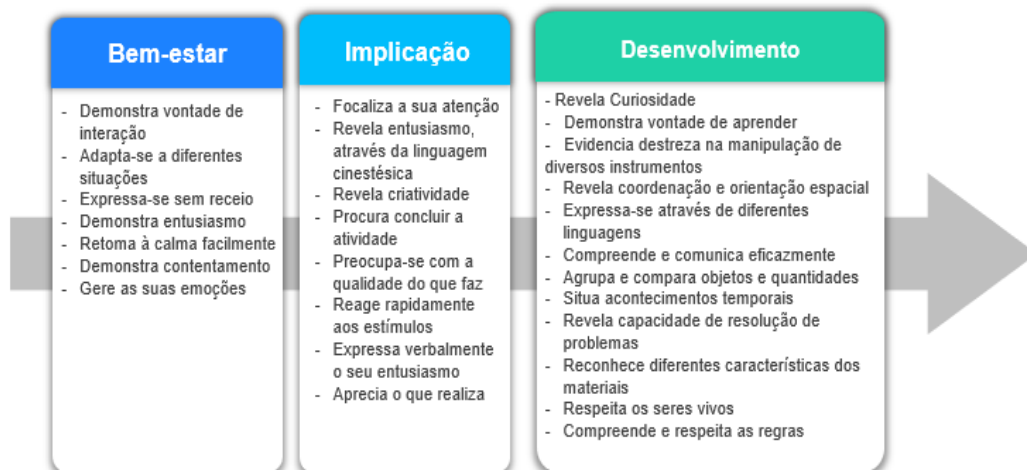 Bem-estar
- Demonstra vontade de
interação
- Adapta-se a diferentes
situações
- Expressa-se sem receio
- Demonstra entusiasmo
- Retoma à calma facilmente
- Demonstra contentamento
- Gere as suas emoções
Implicação
- Focaliza a sua atenção
- Revela entusiasmo,
através da linguagem
cinestésica
- Revela criatividade
- Procura concluir a
atividade
- Preocupa-se com a
qualidade do que faz
- Reage rapidamente
aos estímulos
- Expressa verbalmente
o seu entusiasmo
- Aprecia o que realiza
Desenvolvimento
- Revela Curiosidade
- Demonstra vontade de aprender
- Evidencia destreza na manipulação de
diversos instrumentos
- Revela coordenação e orientação espacial
- Expressa-se através de diferentes
linguagens
- Compreende e comunica eficazmente
- Agrupa e compara objetos e quantidades
- Situa acontecimentos temporais
- Revela capacidade de resolução de
problemas
- Reconhece diferentes características dos
materiais
- Respeita os seres vivos
- Compreende e respeita as regras